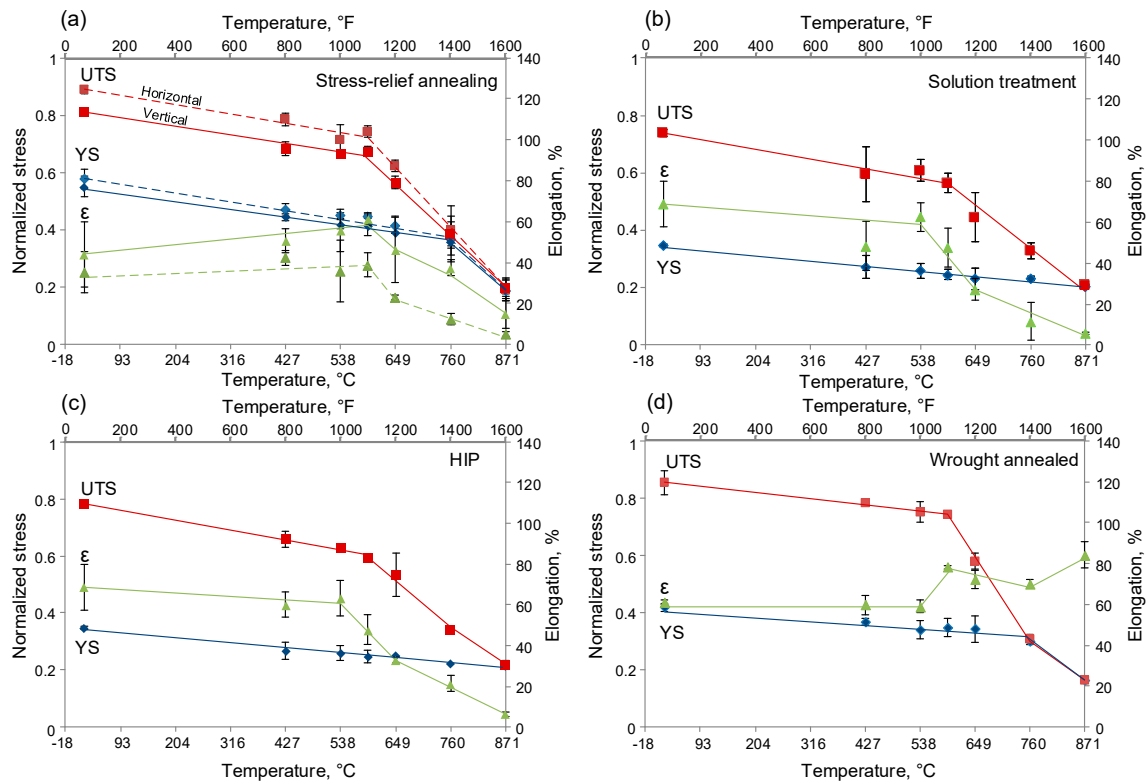 (a)
Temperature, °F
0 200 400 600 800 1000 1200 1400 1600
Stress-relief annealing
UTS
Horizontal
Vertical
YS
ε
Normalized stress
1
0.8
0.6
0.4
0.2
0
Elongation, %
140
120
100
80
60
40
20
0
-18 93 204 316 427 538 649 760 871
Temperature, °C
(b)
Temperature, °F
0 200 400 600 800 1000 1200 1400 1600
Solution treatment
UTS
ε
YS
Normalized stress
1
0.8
0.6
0.4
0.2
0
Elongation, %
140
120
100
80
60
40
20
0
-18 93 204 316 427 538 649 760 871
Temperature, °C
(c)
Temperature, °F
0 200 400 600 800 1000 1200 1400 1600
HIP
UTS
ε
YS
Normalized stress
1
0.8
0.6
0.4
0.2
0
Elongation, %
140
120
100
80
60
40
20
0
-18 93 204 316 427 538 649 760 871
Temperature, °C
(d)
Temperature, °F
0 200 400 600 800 1000 1200 1400 1600
Wrought annealed
UTS
ε
YS
Normalized stress
1
0.8
0.6
0.4
0.2
0
Elongation, %
140
120
100
80
60
40
20
0
-18 93 204 316 427 538 649 760 871
Temperature, °C